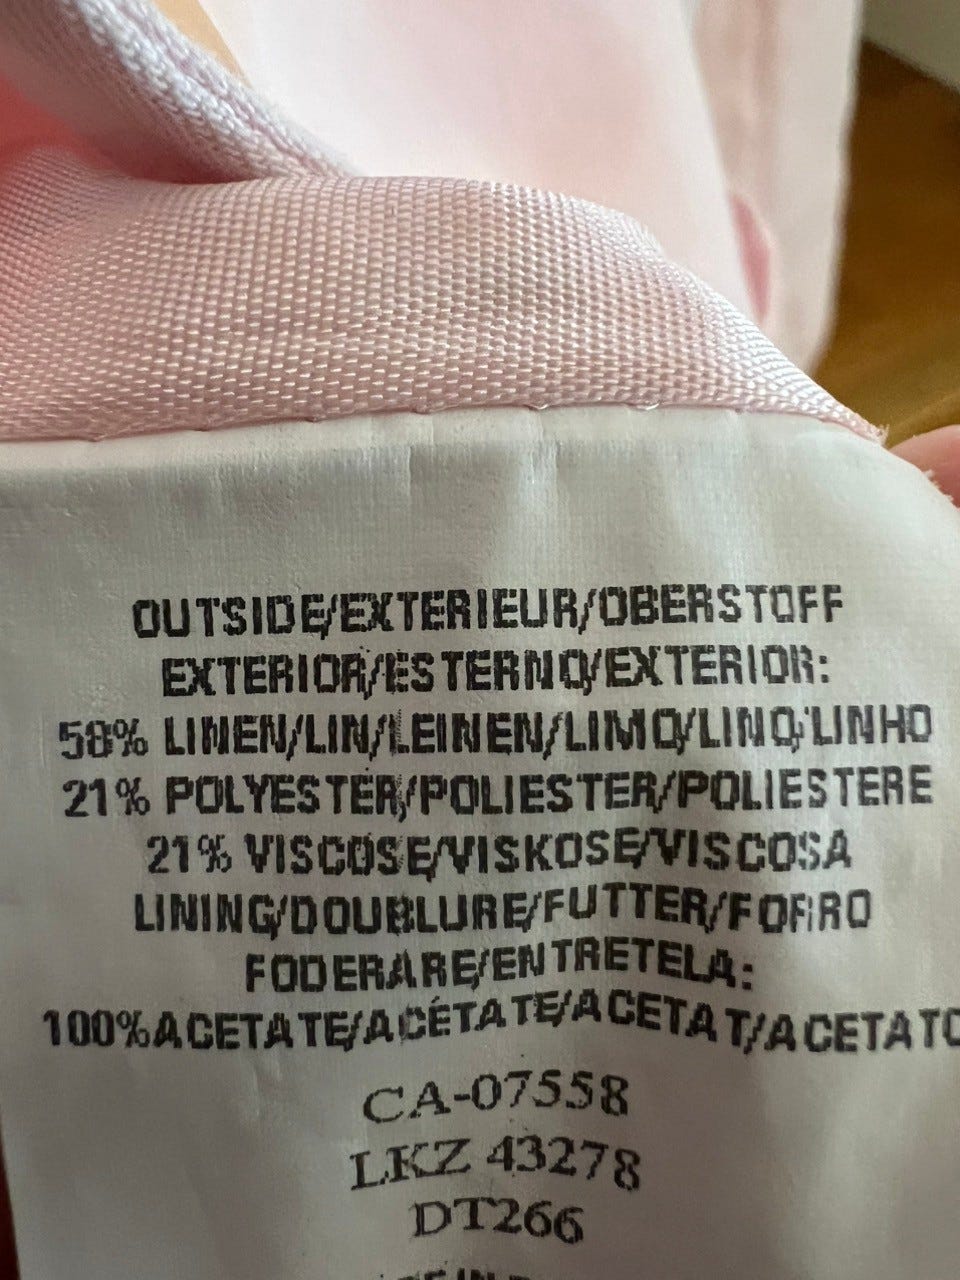 OUTSIDE/EXTERIEUR/OBERSTOFF
EXTERIOR/ESTERNO/EXTERIOR:
58% LINEN/LIN/LEINEN/LIMO/LINO/LINHO
21% POLYESTER/POLIESTER/POLIESTERE
21% VISCOSE/VISKOSE/VISCOSA
LINING/DOUBLURE/FUTTER/FORRO
FODERARE/ENTRETELA:
100%ACETATE/ACÉTATE/ACETAT/ACETATO
CA-07558
LKZ 43278
DT266